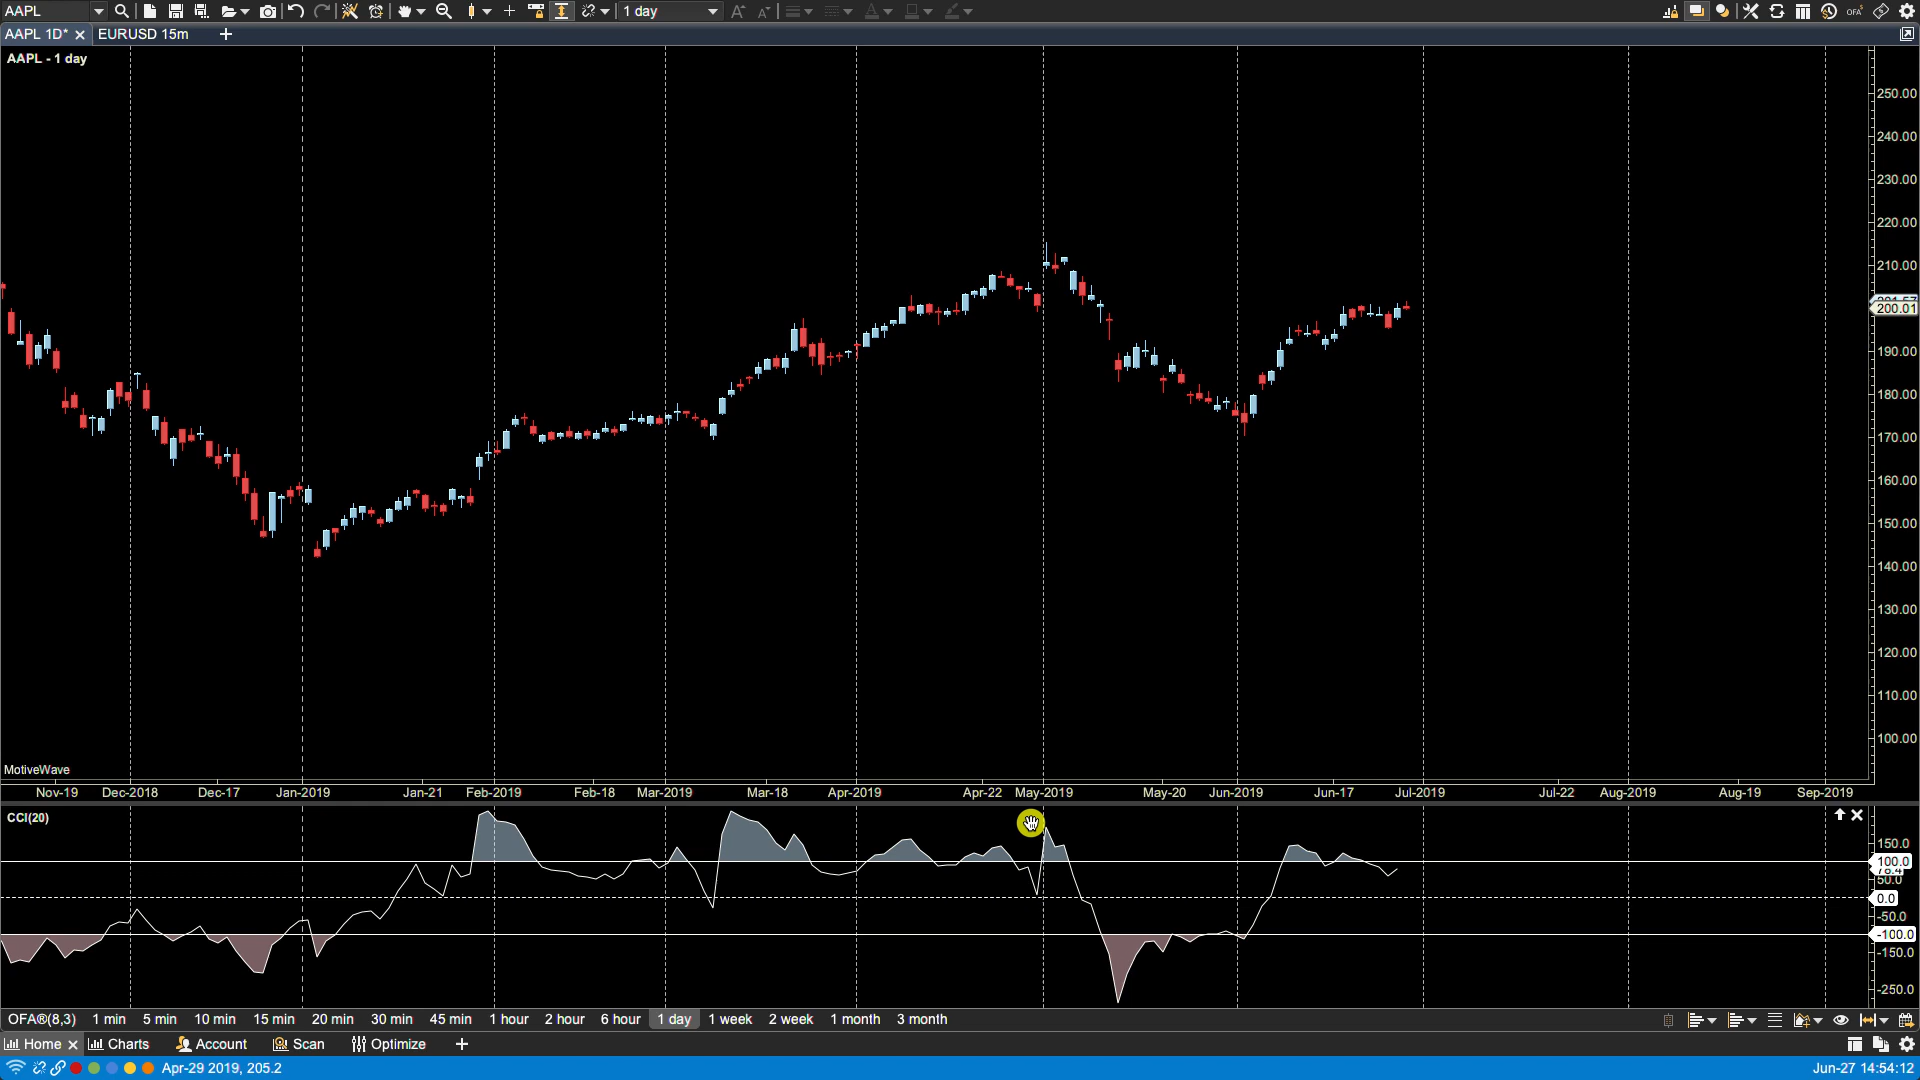 AAPL 1 day OFA
AAPL 1D* EURUSD 15m
AAPL - 1 day
250.00
240.00
230.00
220.00
210.00
200.01
190.00
180.00
170.00
160.00
150.00
140.00
130.00
120.00
110.00
100.00
MotiveWave
Nov-19 Dec-2018 Dec-17 Jan-2019 Jan-21 Feb-2019 Feb-18 Mar-2019 Mar-18 Apr-2019 Apr-22 May-2019 May-20 Jun-2019 Jun-17 Jul-2019 Jul-22 Aug-2019 Aug-19 Sep-2019
CCI(20)
150.0
100.0
50.0
0.0
-50.0
-100.0
-150.0
-250.0
OFA®(8,3) 1 min 5 min 10 min 15 min 20 min 30 min 45 min 1 hour 2 hour 6 hour 1 day 1 week 2 week 1 month 3 month
Home Charts Account Scan Optimize
Apr-29 2019, 205.2 Jun-27 14:54:12